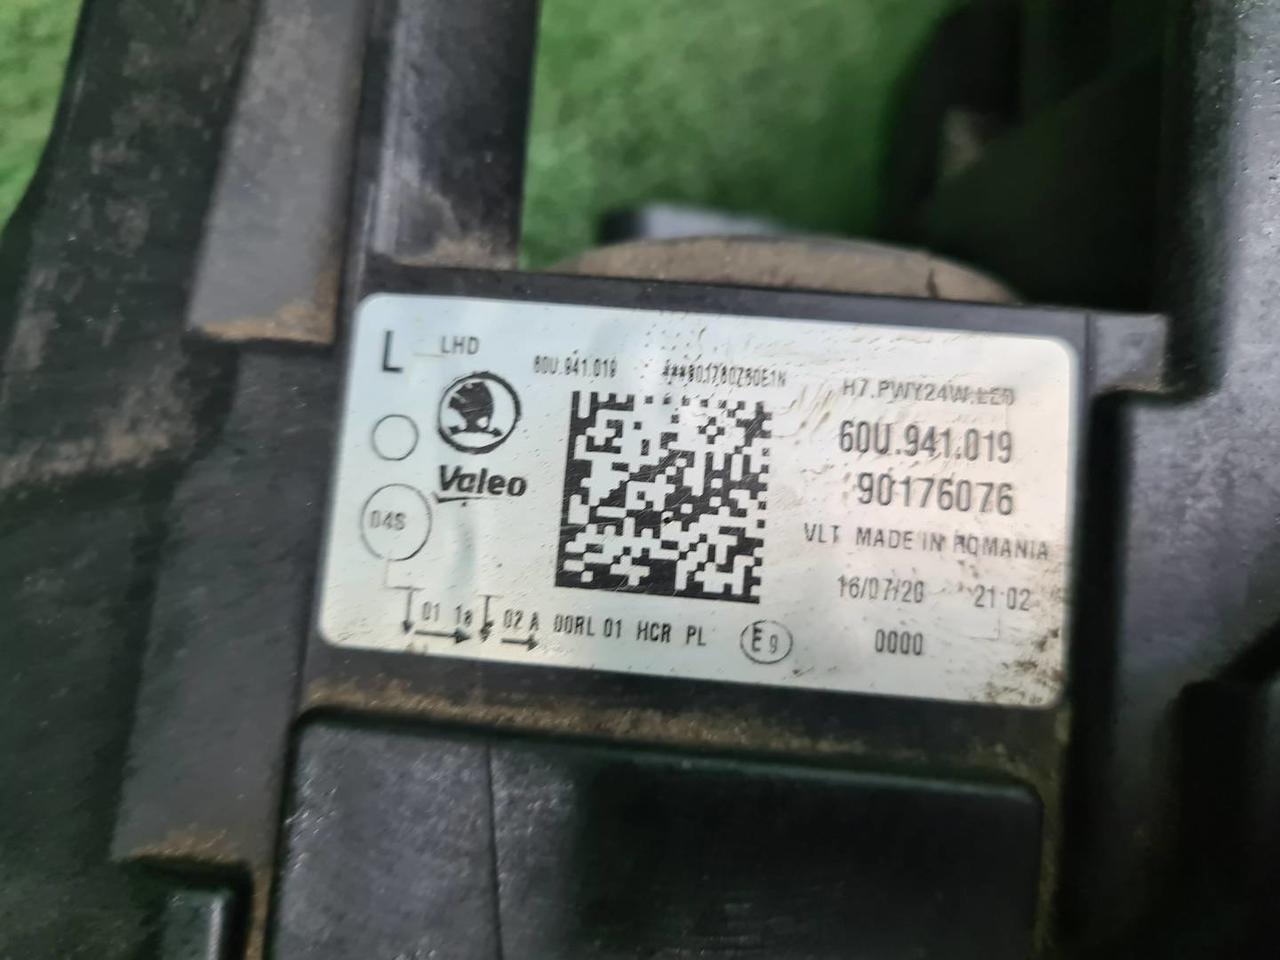 L LHD
60U.941.019 ###90178078
H7.PWY24W.LED
60U.941.019
Valeo
90176076
04S
VLT MADE IN ROMANIA
16/07/20 21:02
01 1a 02 A 00RL 01 HCR PL E9
0000